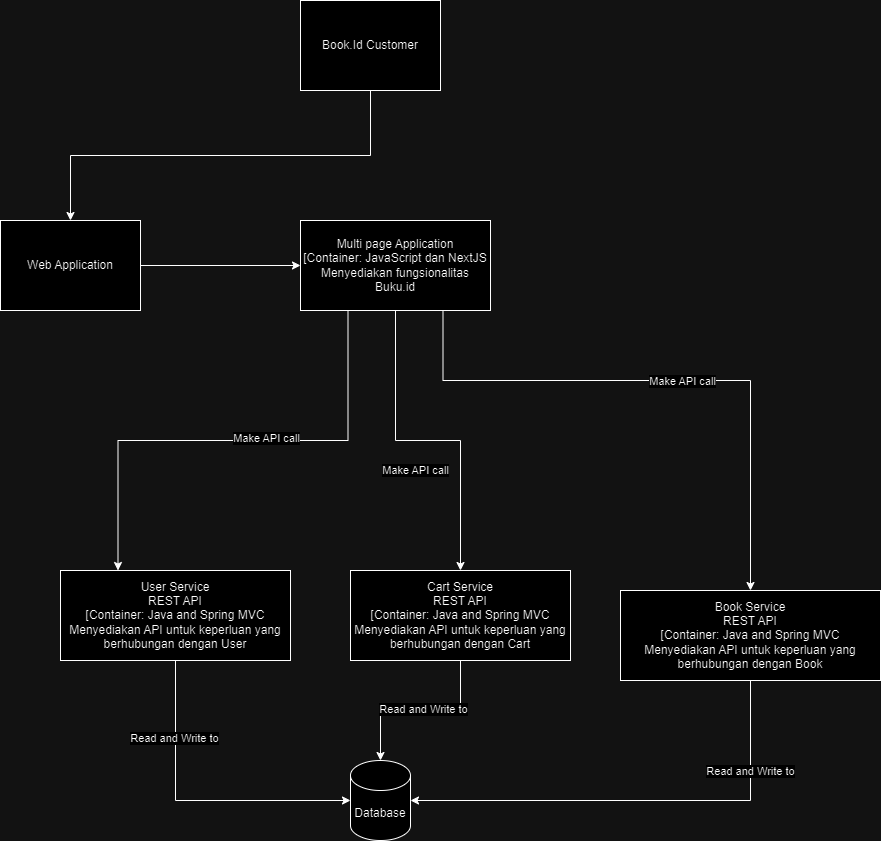 Book.Id Customer
Web Application
Multi page Application
[Container: JavaScript dan NextJS
Menyediakan fungsionalitas
Buku.id
Make API call
Make API call
Make API call
User Service
REST API
[Container: Java and Spring MVC
Menyediakan API untuk keperluan yang
berhubungan dengan User
Cart Service
REST API
[Container: Java and Spring MVC
Menyediakan API untuk keperluan yang
berhubungan dengan Cart
Book Service
REST API
[Container: Java and Spring MVC
Menyediakan API untuk keperluan yang
berhubungan dengan Book
Read and Write to
Read and Write to
Read and Write to
Database